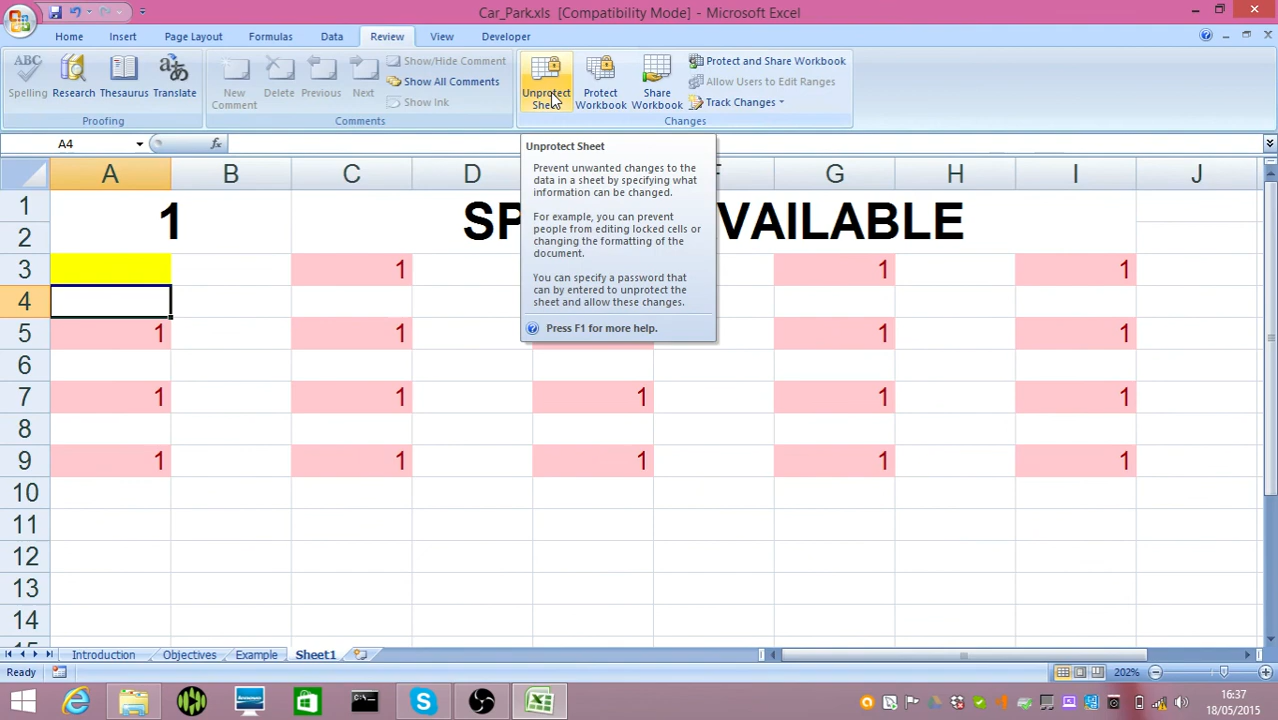 Car_Park.xls [Compatibility Mode] - Microsoft Excel
Home Insert Page Layout Formulas Data Review View Developer
ABC
Spelling Research Thesaurus Translate
Proofing
New Comment Delete Previous Next
Show/Hide Comment
Show All Comments
Show Ink
Comments
Unprotect Sheet Protect Workbook Share Workbook
Protect and Share Workbook
Allow Users to Edit Ranges
Track Changes
Changes
A4 fx
Unprotect Sheet
Prevent unwanted changes to the
data in a sheet by specifying what
information can be changed.
For example, you can prevent
people from editing locked cells or
changing the formatting of the
document.
You can specify a password that
can be entered to unprotect the
sheet and allow these changes.
Press F1 for more help.
A B C D F G H I J
1 1 SP VAILABLE
2
3 1 1 1
4
5 1 1 1 1
6
7 1 1 1 1 1
8
9 1 1 1 1 1
10
11
12
13
14
15
Introduction Objectives Example Sheet1
Ready 202%
Lenovo
16:37
18/05/2015